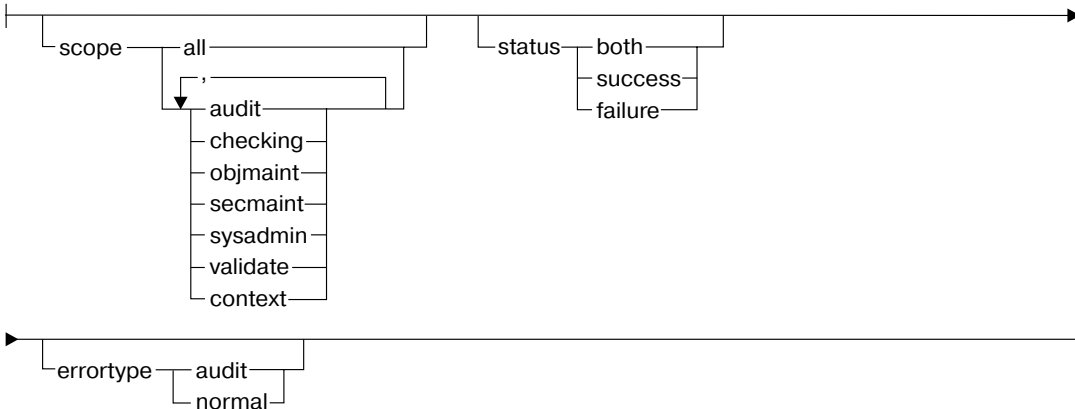 scope all status both
, success
audit failure
checking
objmaint
secmaint
sysadmin
validate
context
errortype audit
normal